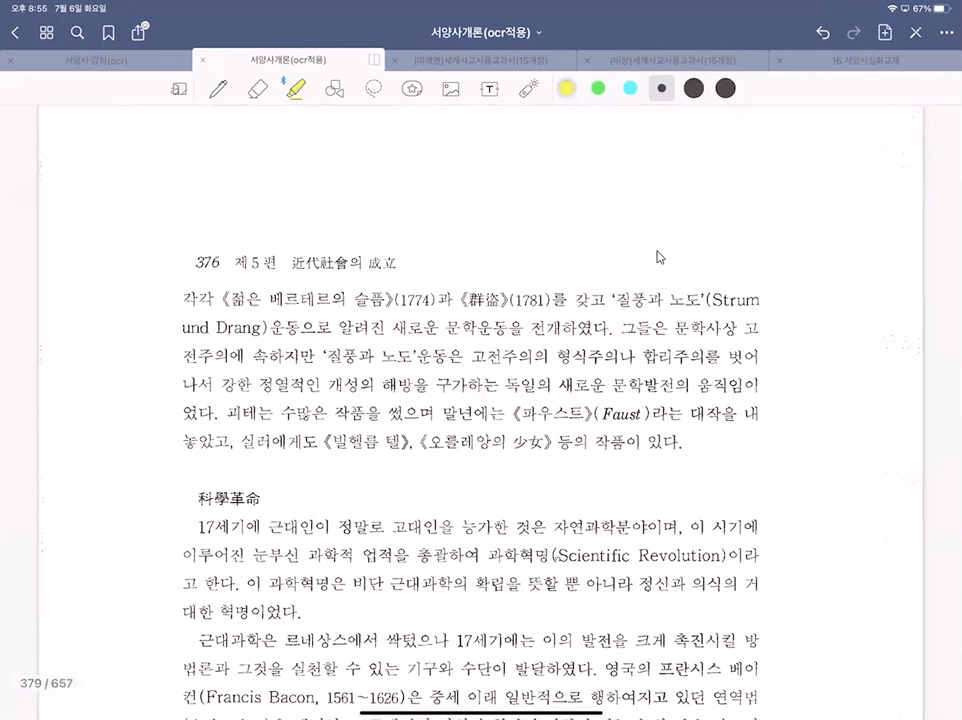 오후 8:55 7월 6일 화요일
67%
서양사개론(ocr적용)
서양사 강좌(ocr)
서양사개론(ocr적용)
(미래엔)세계사교사용교과서(15개정)
(비상)세계사교사용교과서(15개정)
16.서양사심화교재
376 제5편 近代社會의 成立
각각 《젊은 베르테르의 슬픔》(1774)과 《群盜》(1781)를 갖고 ‘질풍과 노도’(Strum
und Drang)운동으로 알려진 새로운 문학운동을 전개하였다. 그들은 문학사상 고
전주의에 속하지만 ‘질풍과 노도’운동은 고전주의의 형식주의나 합리주의를 벗어
나서 강한 정열적인 개성의 해방을 구가하는 독일의 새로운 문학발전의 움직임이
었다. 괴테는 수많은 작품을 썼으며 말년에는 《파우스트》(Faust)라는 대작을 내
놓았고, 실러에게도 《빌헬름 텔》, 《오를레앙의 少女》 등의 작품이 있다.
科學革命
17세기에 근대인이 정말로 고대인을 능가한 것은 자연과학분야이며, 이 시기에
이루어진 눈부신 과학적 업적을 총괄하여 과학혁명(Scientific Revolution)이라
고 한다. 이 과학혁명은 비단 근대과학의 확립을 뜻할 뿐 아니라 정신과 의식의 거
대한 혁명이었다.
근대과학은 르네상스에서 싹텄으나 17세기에는 이의 발전을 크게 촉진시킬 방
법론과 그것을 실천할 수 있는 기구와 수단이 발달하였다. 영국의 프란시스 베이
컨(Francis Bacon, 1561~1626)은 중세 이래 일반적으로 행하여지고 있던 연역법
379 / 657